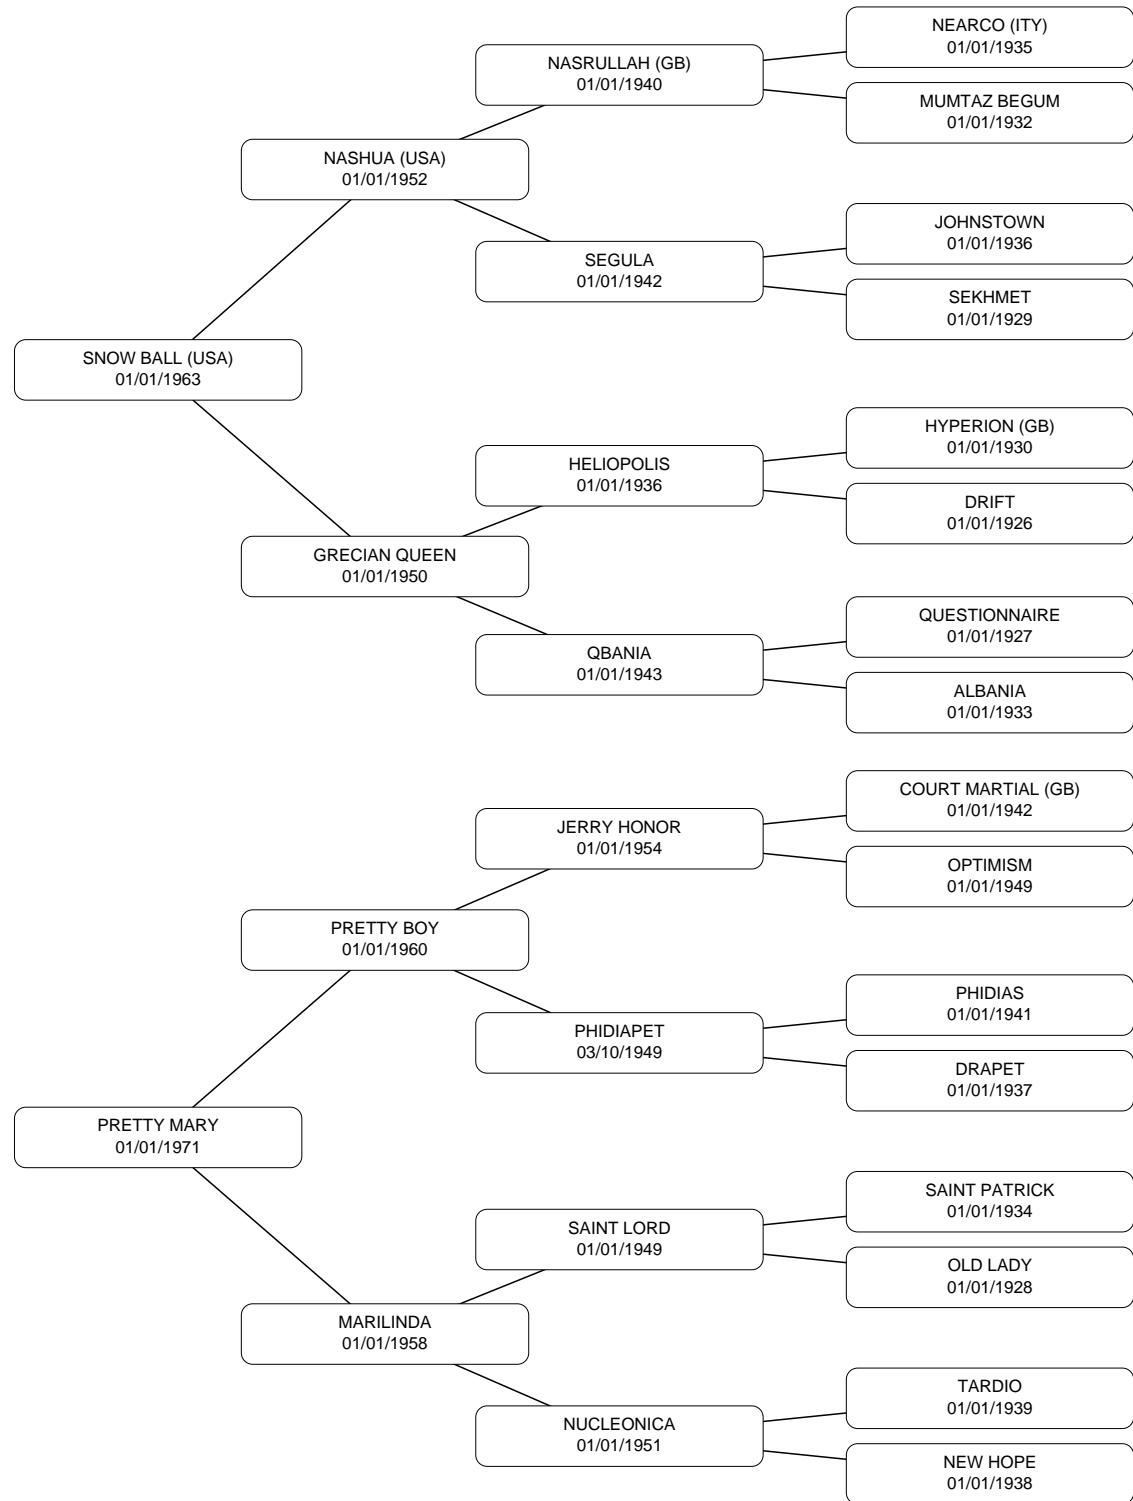 NEARCO (ITY)
01/01/1935
NASRULLAH (GB)
01/01/1940
MUMTAZ BEGUM
01/01/1932
NASHUA (USA)
01/01/1952
JOHNSTOWN
01/01/1936
SEGULA
01/01/1942
SEKHMET
01/01/1929
SNOW BALL (USA)
01/01/1963
HYPERION (GB)
01/01/1930
HELIOPOLIS
01/01/1936
DRIFT
01/01/1926
GRECIAN QUEEN
01/01/1950
QUESTIONNAIRE
01/01/1927
QBANIA
01/01/1943
ALBANIA
01/01/1933
COURT MARTIAL (GB)
01/01/1942
JERRY HONOR
01/01/1954
OPTIMISM
01/01/1949
PRETTY BOY
01/01/1960
PHIDIAS
01/01/1941
PHIDIAPET
03/10/1949
DRAPET
01/01/1937
PRETTY MARY
01/01/1971
SAINT PATRICK
01/01/1934
SAINT LORD
01/01/1949
OLD LADY
01/01/1928
MARILINDA
01/01/1958
TARDIO
01/01/1939
NUCLEONICA
01/01/1951
NEW HOPE
01/01/1938